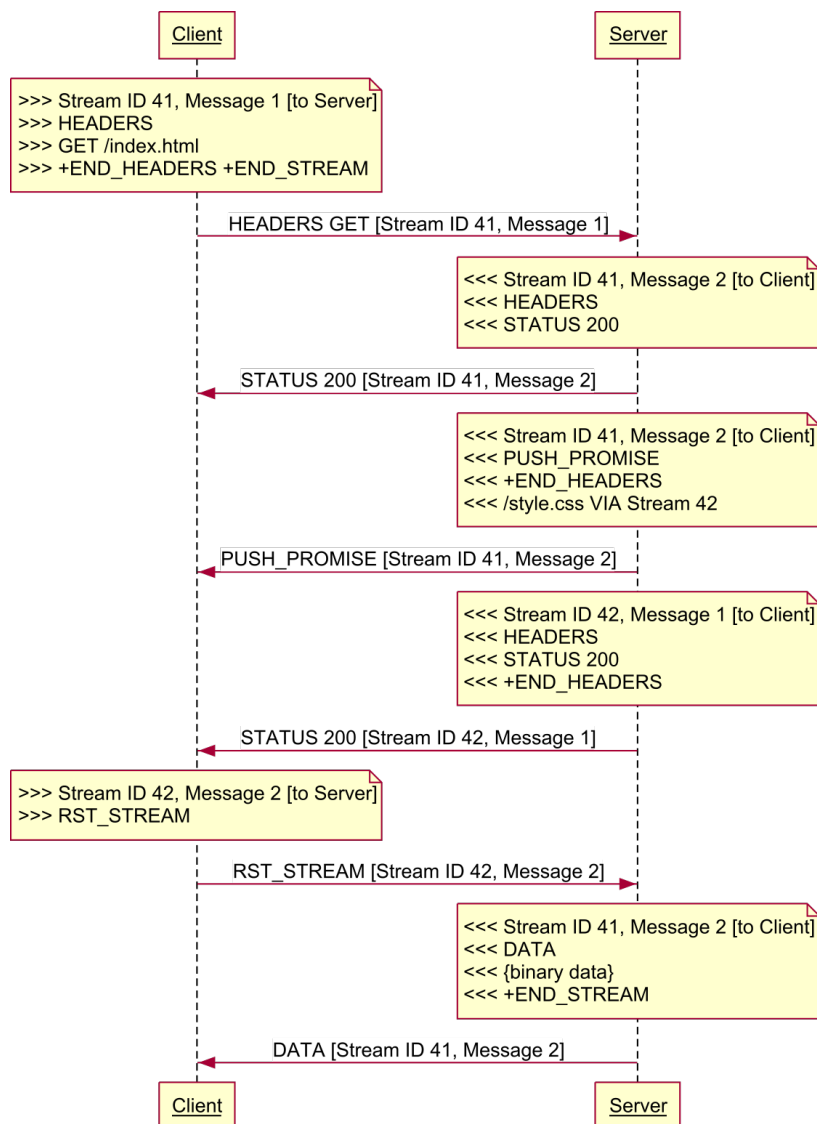 Client Server
>>> Stream ID 41, Message 1 [to Server]
>>> HEADERS
>>> GET /index.html
>>> +END_HEADERS +END_STREAM
HEADERS GET [Stream ID 41, Message 1]
<<< Stream ID 41, Message 2 [to Client]
<<< HEADERS
<<< STATUS 200
STATUS 200 [Stream ID 41, Message 2]
<<< Stream ID 41, Message 2 [to Client]
<<< PUSH_PROMISE
<<< +END_HEADERS
<<< /style.css VIA Stream 42
PUSH_PROMISE [Stream ID 41, Message 2]
<<< Stream ID 42, Message 1 [to Client]
<<< HEADERS
<<< STATUS 200
<<< +END_HEADERS
STATUS 200 [Stream ID 42, Message 1]
>>> Stream ID 42, Message 2 [to Server]
>>> RST_STREAM
RST_STREAM [Stream ID 42, Message 2]
<<< Stream ID 41, Message 2 [to Client]
<<< DATA
<<< {binary data}
<<< +END_STREAM
DATA [Stream ID 41, Message 2]
Client Server